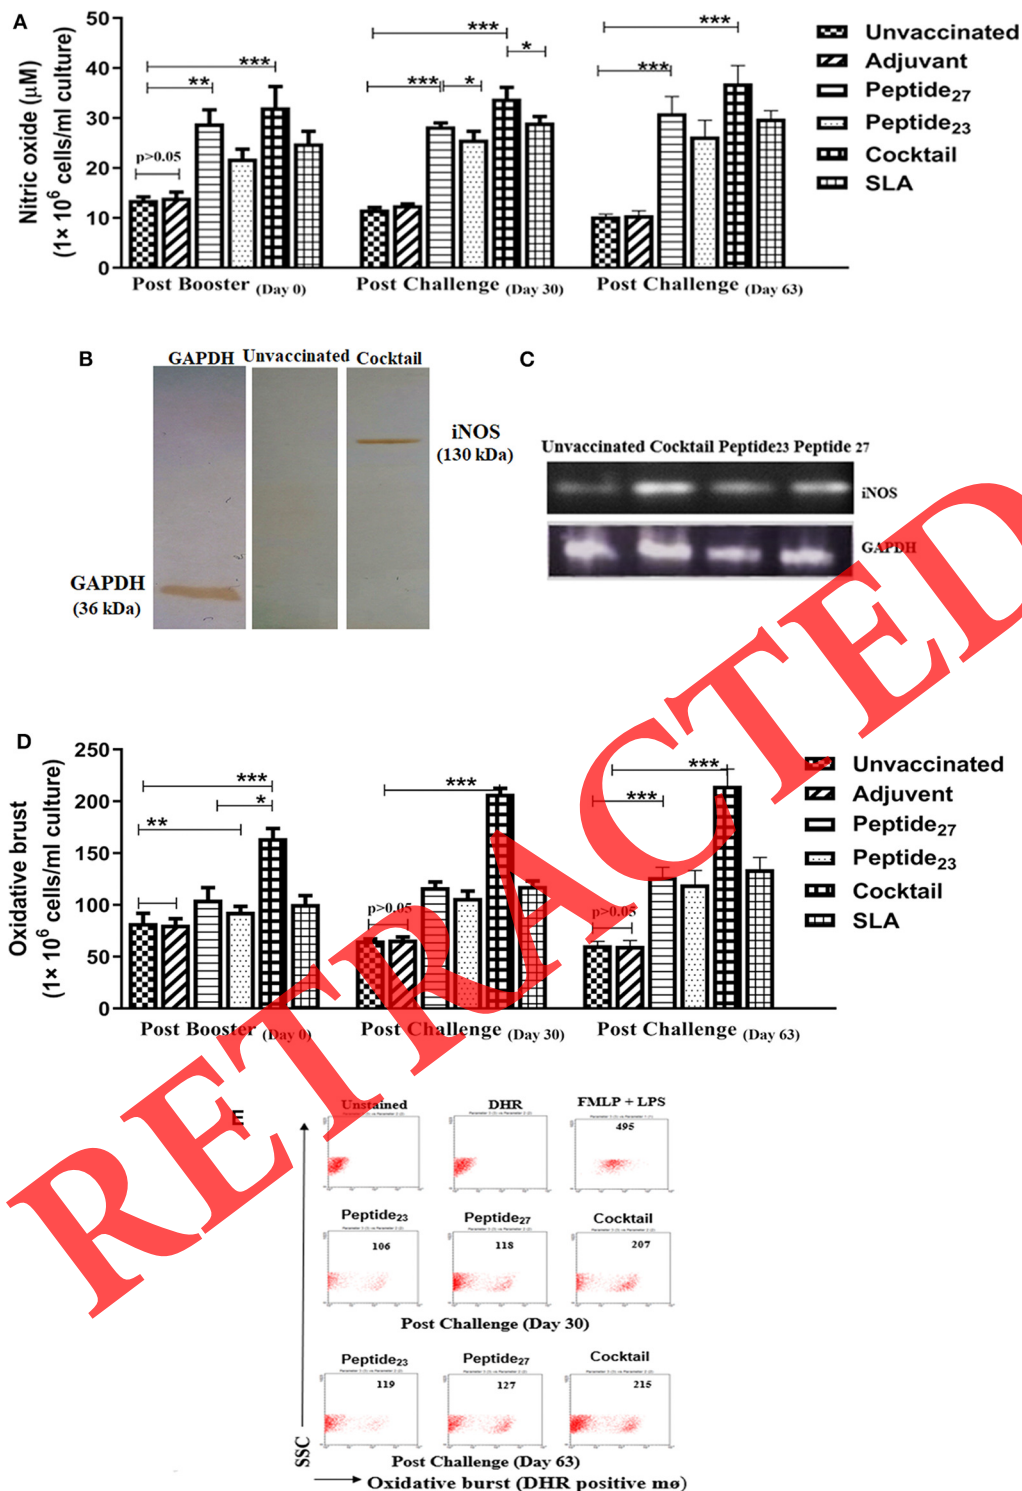 A
Nitric oxide (μM)
(1× 10⁶ cells/ml culture)
50
40
30
20
10
0
***
**
p>0.05
***
***
*
*
***
***
Post Booster (Day 0)
Post Challenge (Day 30)
Post Challenge (Day 63)
Unvaccinated
Adjuvant
Peptide₂₇
Peptide₂₃
Cocktail
SLA
B
GAPDH Unvaccinated Cocktail
iNOS
(130 kDa)
GAPDH
(36 kDa)
C
Unvaccinated Cocktail Peptide₂₃ Peptide ₂₇
iNOS
GAPDH
RETRACTED
D
Oxidative brust
(1× 10⁶ cells/ml culture)
250
200
150
100
50
0
***
*
**
***
p>0.05
***
***
p>0.05
Post Booster (Day 0)
Post Challenge (Day 30)
Post Challenge (Day 63)
Unvaccinated
Adjuvent
Peptide₂₇
Peptide₂₃
Cocktail
SLA
E
Unstained
DHR
FMLP + LPS
495
Peptide₂₃
Peptide₂₇
Cocktail
106
118
207
Post Challenge (Day 30)
Peptide₂₃
Peptide₂₇
Cocktail
119
127
215
Post Challenge (Day 63)
SSC
Oxidative burst (DHR positive mø)